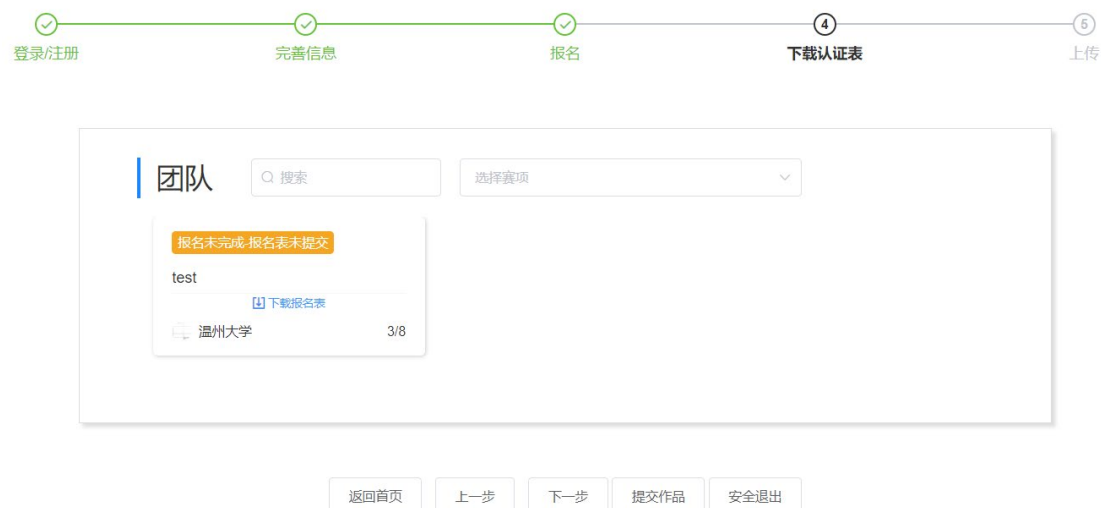 4 5
登录/注册 完善信息 报名 下载认证表 上传
团队 搜索 选择赛项
报名未完成-报名表未提交
test
下载报名表
温州大学 3/8
返回首页 上一步 下一步 提交作品 安全退出